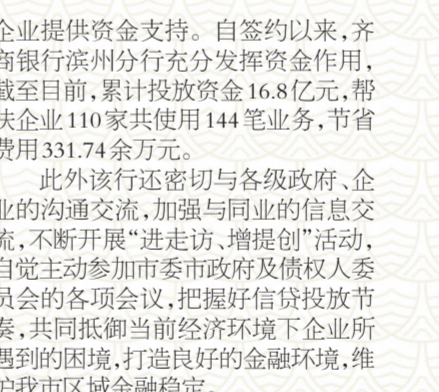 企业提供资金支持。自签约以来,齐
商银行滨州分行充分发挥资金作用,
截至目前,累计投放资金16.8亿元,帮
扶企业110家共使用144笔业务,节省
费用331.74余万元。
此外该行还密切与各级政府、企
业的沟通交流,加强与同业的信息交
流,不断开展“进走访、增提创”活动,
自觉主动参加市委市政府及债权人委
员会的各项会议,把握好信贷投放节
奏,共同抵御当前经济环境下企业所
遇到的困境,打造良好的金融环境,维
护我市区域金融稳定。